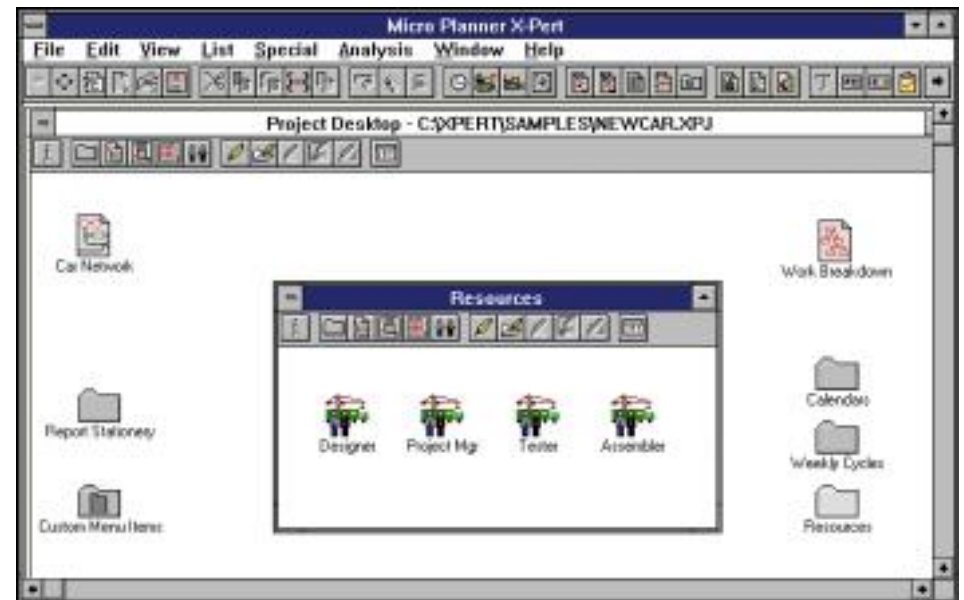 Micro Planner X-Pert
File Edit View List Special Analysis Window Help
Project Desktop - C:\XPERT\SAMPLES\NEWCAR.XPJ
Car Network
Work Breakdown
Resources
Report Stationery
Designer Project Mgr Tester Assembler
Calendars
Weekly Cycles
Custom Menu Items
Resources